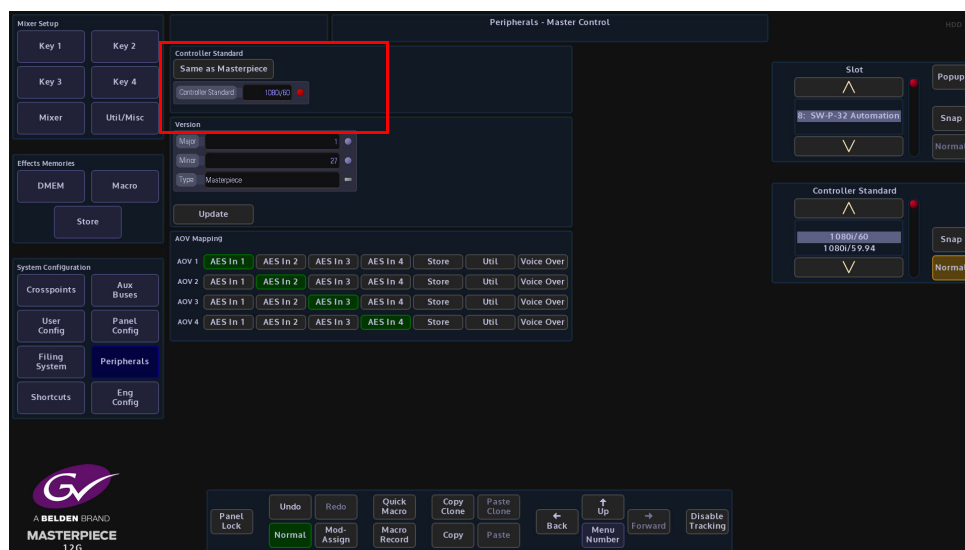 Mixer Setup
Key 1
Key 2
Key 3
Key 4
Mixer
Util/Misc
Effects Memories
DMEM
Macro
Store
System Configuration
Crosspoints
Aux
Buses
User
Config
Panel
Config
Filing
System
Peripherals
Shortcuts
Eng
Config
Peripherals - Master Control
HDD
Controller Standard
Same as Masterpiece
Controller Standard 1080i/60
Version
Major 1
Minor 27
Type Masterpiece
Update
AOV Mapping
AOV 1 AES In 1 AES In 2 AES In 3 AES In 4 Store Util Voice Over
AOV 2 AES In 1 AES In 2 AES In 3 AES In 4 Store Util Voice Over
AOV 3 AES In 1 AES In 2 AES In 3 AES In 4 Store Util Voice Over
AOV 4 AES In 1 AES In 2 AES In 3 AES In 4 Store Util Voice Over
Slot
8: SW-P-32 Automation
Popup
Snap
Normal
Controller Standard
1080i/60
1080i/59.94
Snap
Normal
GV
A BELDEN BRAND
MASTERPIECE
12G
Panel
Lock
Undo
Redo
Normal
Mod-
Assign
Quick
Macro
Macro
Record
Copy
Clone
Paste
Clone
Copy
Paste
Back
Up
Menu
Number
Forward
Disable
Tracking